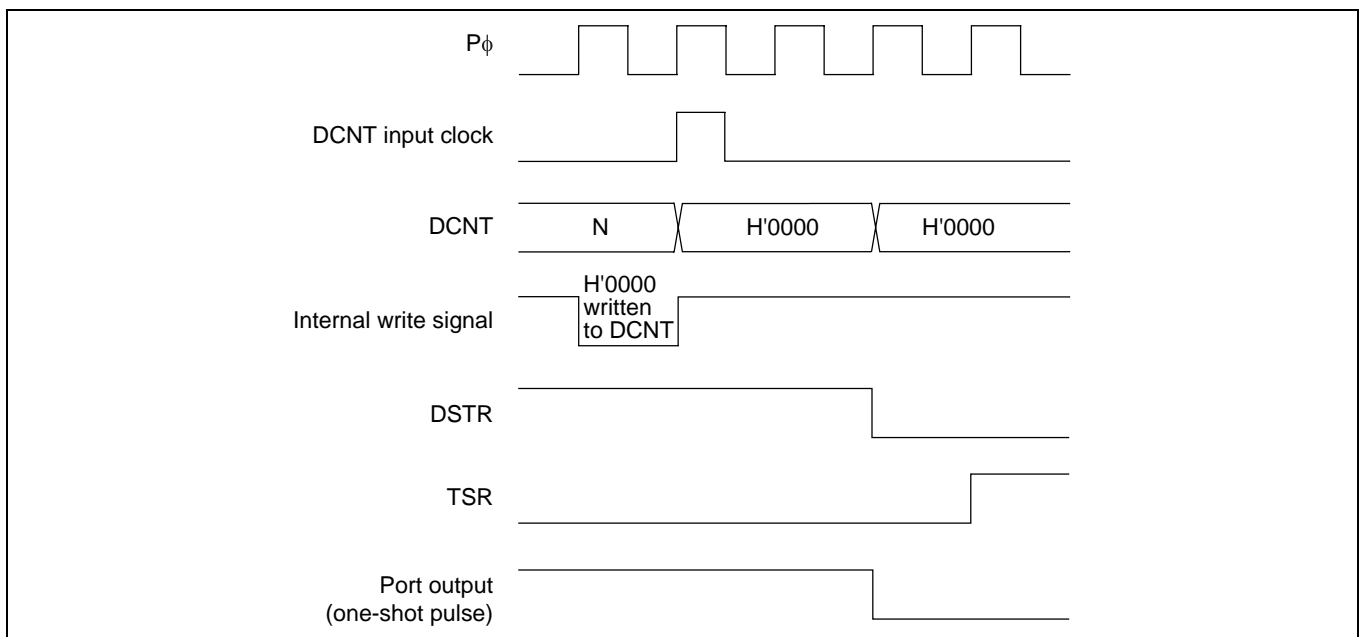 Pϕ
DCNT input clock
DCNT
N
H'0000
H'0000
Internal write signal
H'0000
written
to DCNT
DSTR
TSR
Port output
(one-shot pulse)